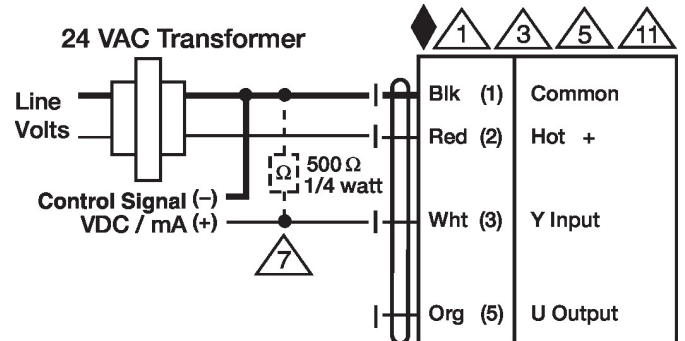 1 3 5 11
24 VAC Transformer
Line
Volts
Blk (1) Common
Red (2) Hot +
Ω 500 Ω
1/4 watt
Control Signal (–)
VDC / mA (+)
Wht (3) Y Input
7
Org (5) U Output